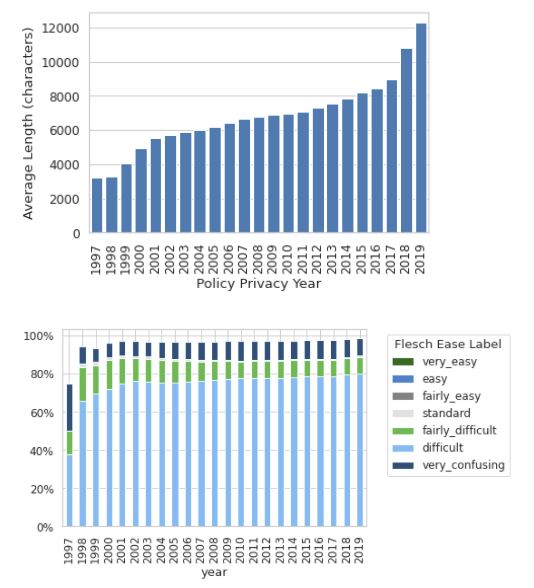 12000
10000
8000
6000
4000
2000
0
Average Length (characters)
1997 1998 1999 2000 2001 2002 2003 2004 2005 2006 2007 2008 2009 2010 2011 2012 2013 2014 2015 2016 2017 2018 2019
Policy Privacy Year
100%
80%
60%
40%
20%
0%
1997 1998 1999 2000 2001 2002 2003 2004 2005 2006 2007 2008 2009 2010 2011 2012 2013 2014 2015 2016 2017 2018 2019
year
Flesch Ease Label
very_easy
easy
fairly_easy
standard
fairly_difficult
difficult
very_confusing